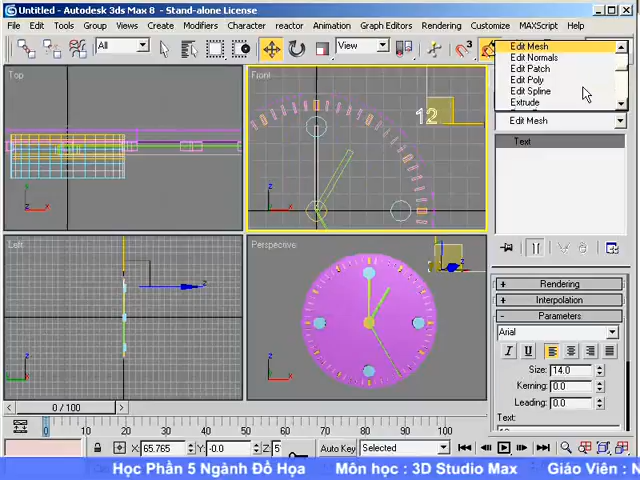 Untitled - Autodesk 3ds Max 8 - Stand-alone License
File Edit Tools Group Views Create Modifiers Character reactor Animation Rendering Customize MAXScript Help
All
View
Edit Mesh
Edit Normals
Edit Patch
Edit Poly
Edit Spline
Extrude
Edit Mesh
Top
Front
12
Text
Left
Perspective
Rendering
Interpolation
Parameters
Arial
I U
Size: 14.0
Kerning: 0.0
Leading: 0.0
Text:
0 / 100
0 10 20 30 40 50 60 70 80 90 100
X: 65.765 Y: -0.0 Z: 5 Auto Key Selected
Học Phần 5 Ngành Đồ Họa Môn học : 3D Studio Max Giáo Viên : N